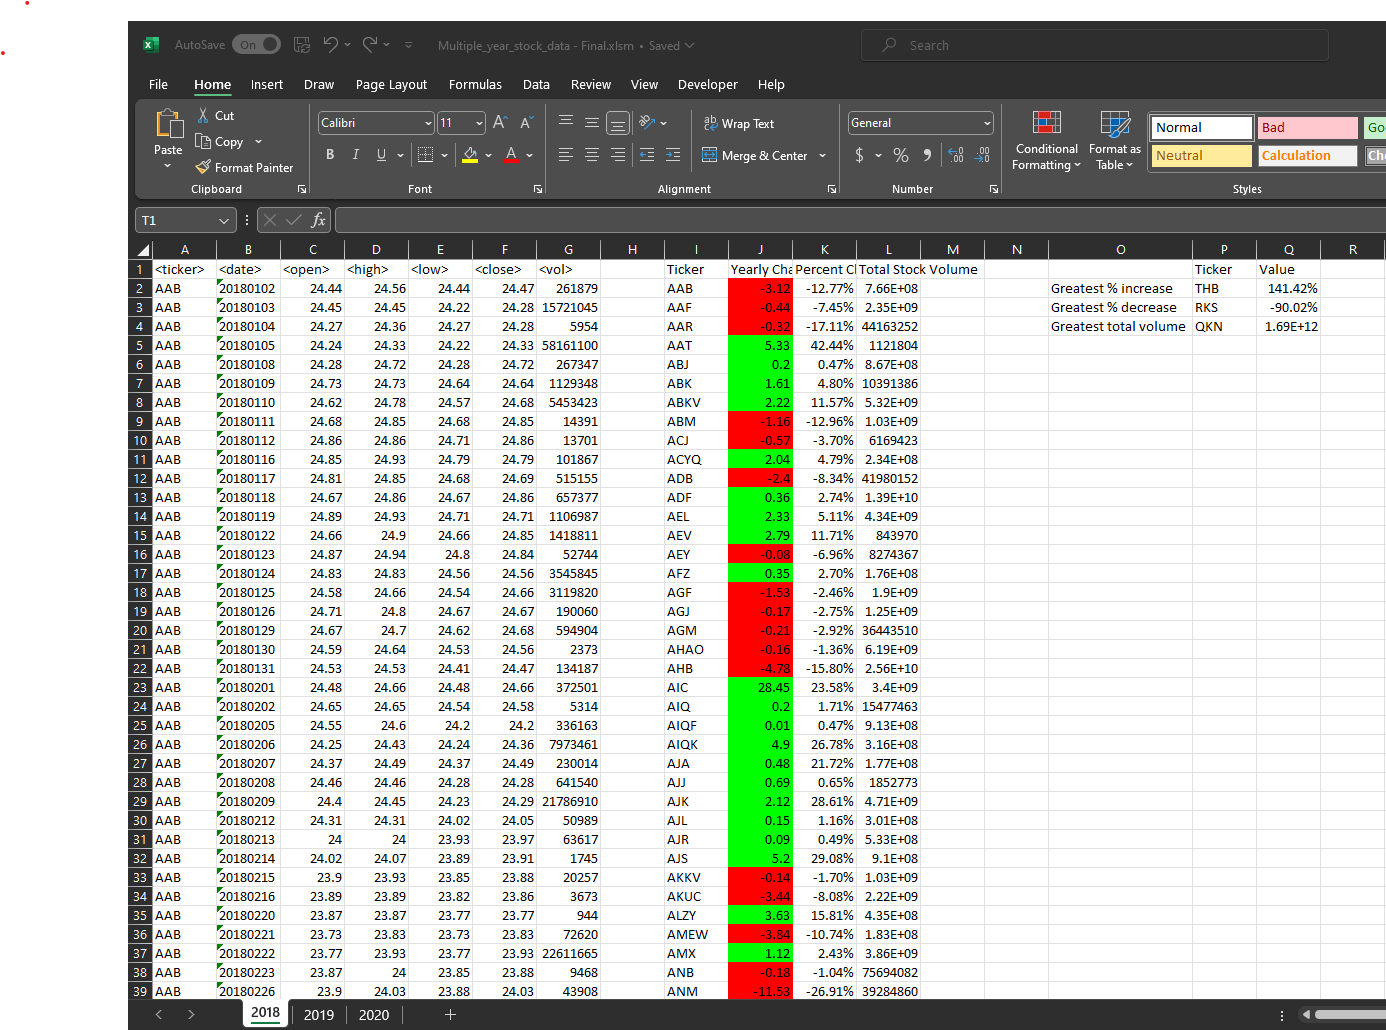 AutoSave On Multiple_year_stock_data - Final.xlsm • Saved Search
File Home Insert Draw Page Layout Formulas Data Review View Developer Help
Paste Cut Copy Format Painter Clipboard
Calibri 11 B I U A A Font
Wrap Text Merge & Center Alignment
General $ % Number
Conditional Formatting Format as Table Normal Bad Neutral Calculation Styles
T1 fx
A B C D E F G H I J K L M N O P Q R
1 <ticker> <date> <open> <high> <low> <close> <vol> Ticker Yearly Cha Percent Cl Total Stock Volume Ticker Value
2 AAB 20180102 24.44 24.56 24.44 24.47 261879 AAB -3.12 -12.77% 7.66E+08 Greatest % increase THB 141.42%
3 AAB 20180103 24.45 24.45 24.22 24.28 15721045 AAF -0.44 -7.45% 2.35E+09 Greatest % decrease RKS -90.02%
4 AAB 20180104 24.27 24.36 24.27 24.28 5954 AAR -0.32 -17.11% 44163252 Greatest total volume QKN 1.69E+12
5 AAB 20180105 24.24 24.33 22.22 24.33 58161100 AAT 5.33 42.44% 1121804
6 AAB 20180108 24.28 24.72 24.28 24.72 267347 ABJ 0.2 0.47% 8.67E+08
7 AAB 20180109 24.73 24.73 24.64 24.64 1129348 ABK 1.61 4.80% 10391386
8 AAB 20180110 24.62 24.78 24.57 24.68 5453423 ABKV 2.22 11.57% 5.32E+09
9 AAB 20180111 24.68 24.85 24.68 24.85 14391 ABM -1.16 -12.96% 1.03E+09
10 AAB 20180112 24.86 24.86 24.71 24.86 13701 ACJ -0.57 -3.70% 6169423
11 AAB 20180116 24.85 24.93 24.79 24.79 101867 ACYQ 2.04 4.79% 2.34E+08
12 AAB 20180117 24.81 24.85 24.68 24.69 515155 ADB -2.4 -8.34% 41980152
13 AAB 20180118 24.67 24.86 24.67 24.86 657377 ADF 0.36 2.74% 1.39E+10
14 AAB 20180119 24.89 24.93 24.71 24.71 1106987 AEL 2.33 5.11% 4.34E+09
15 AAB 20180122 24.66 24.9 24.66 24.85 1418811 AEV 2.79 11.71% 843970
16 AAB 20180123 24.87 24.94 24.8 24.84 52744 AEY -0.08 -6.96% 8274367
17 AAB 20180124 24.83 24.83 24.56 24.56 3545845 AFZ 0.35 2.70% 1.76E+08
18 AAB 20180125 24.58 24.66 24.54 24.66 3119820 AGF -1.53 -2.46% 1.9E+09
19 AAB 20180126 24.71 24.8 24.67 24.67 190060 AGJ -0.17 -2.75% 1.25E+09
20 AAB 20180129 24.67 24.7 24.62 24.68 594904 AGM -0.21 -2.92% 36443510
21 AAB 20180130 24.59 24.64 24.53 24.56 2373 AHAO -0.16 -1.36% 6.19E+09
22 AAB 20180131 24.53 24.53 24.41 24.47 134187 AHB -4.78 -15.80% 2.56E+10
23 AAB 20180201 24.48 24.66 24.48 24.66 372501 AIC 28.45 23.58% 3.4E+09
24 AAB 20180202 24.65 24.65 24.54 24.58 5314 AIQ 0.2 1.71% 15477463
25 AAB 20180205 24.55 24.6 24.2 24.2 336163 AIQF 0.01 0.47% 9.13E+08
26 AAB 20180206 24.25 24.43 24.24 24.36 7973461 AIQK 4.9 26.78% 3.16E+08
27 AAB 20180207 24.37 24.49 24.37 24.49 230014 AJA 0.48 21.72% 1.77E+08
28 AAB 20180208 24.46 24.46 24.28 24.28 641540 AJJ 0.69 0.65% 1852773
29 AAB 20180209 24.4 24.45 24.23 24.29 21786910 AJK 2.12 28.61% 4.71E+09
30 AAB 20180212 24.31 24.31 24.02 24.05 50989 AJL 0.15 1.16% 3.01E+08
31 AAB 20180213 24 24 23.93 23.97 63617 AJR 0.09 0.49% 5.33E+08
32 AAB 20180214 24.02 24.07 23.89 23.91 1745 AJS 5.2 29.08% 9.1E+08
33 AAB 20180215 23.9 23.93 23.85 23.88 20257 AKKV -0.14 -1.70% 1.03E+09
34 AAB 20180216 23.89 23.89 23.82 23.86 3673 AKUC -3.44 -8.08% 2.22E+09
35 AAB 20180220 23.87 23.87 23.77 23.77 944 ALZY 3.63 15.81% 4.35E+08
36 AAB 20180221 23.73 23.83 23.73 23.83 72620 AMEW -3.84 -10.74% 1.83E+08
37 AAB 20180222 23.77 23.93 23.77 23.93 22611665 AMX 1.12 2.43% 3.86E+09
38 AAB 20180223 23.87 24 23.85 23.88 9468 ANB -0.18 -1.04% 75694082
39 AAB 20180226 23.9 24.03 23.88 24.03 43908 ANM -11.53 -26.91% 39284860
2018 2019 2020